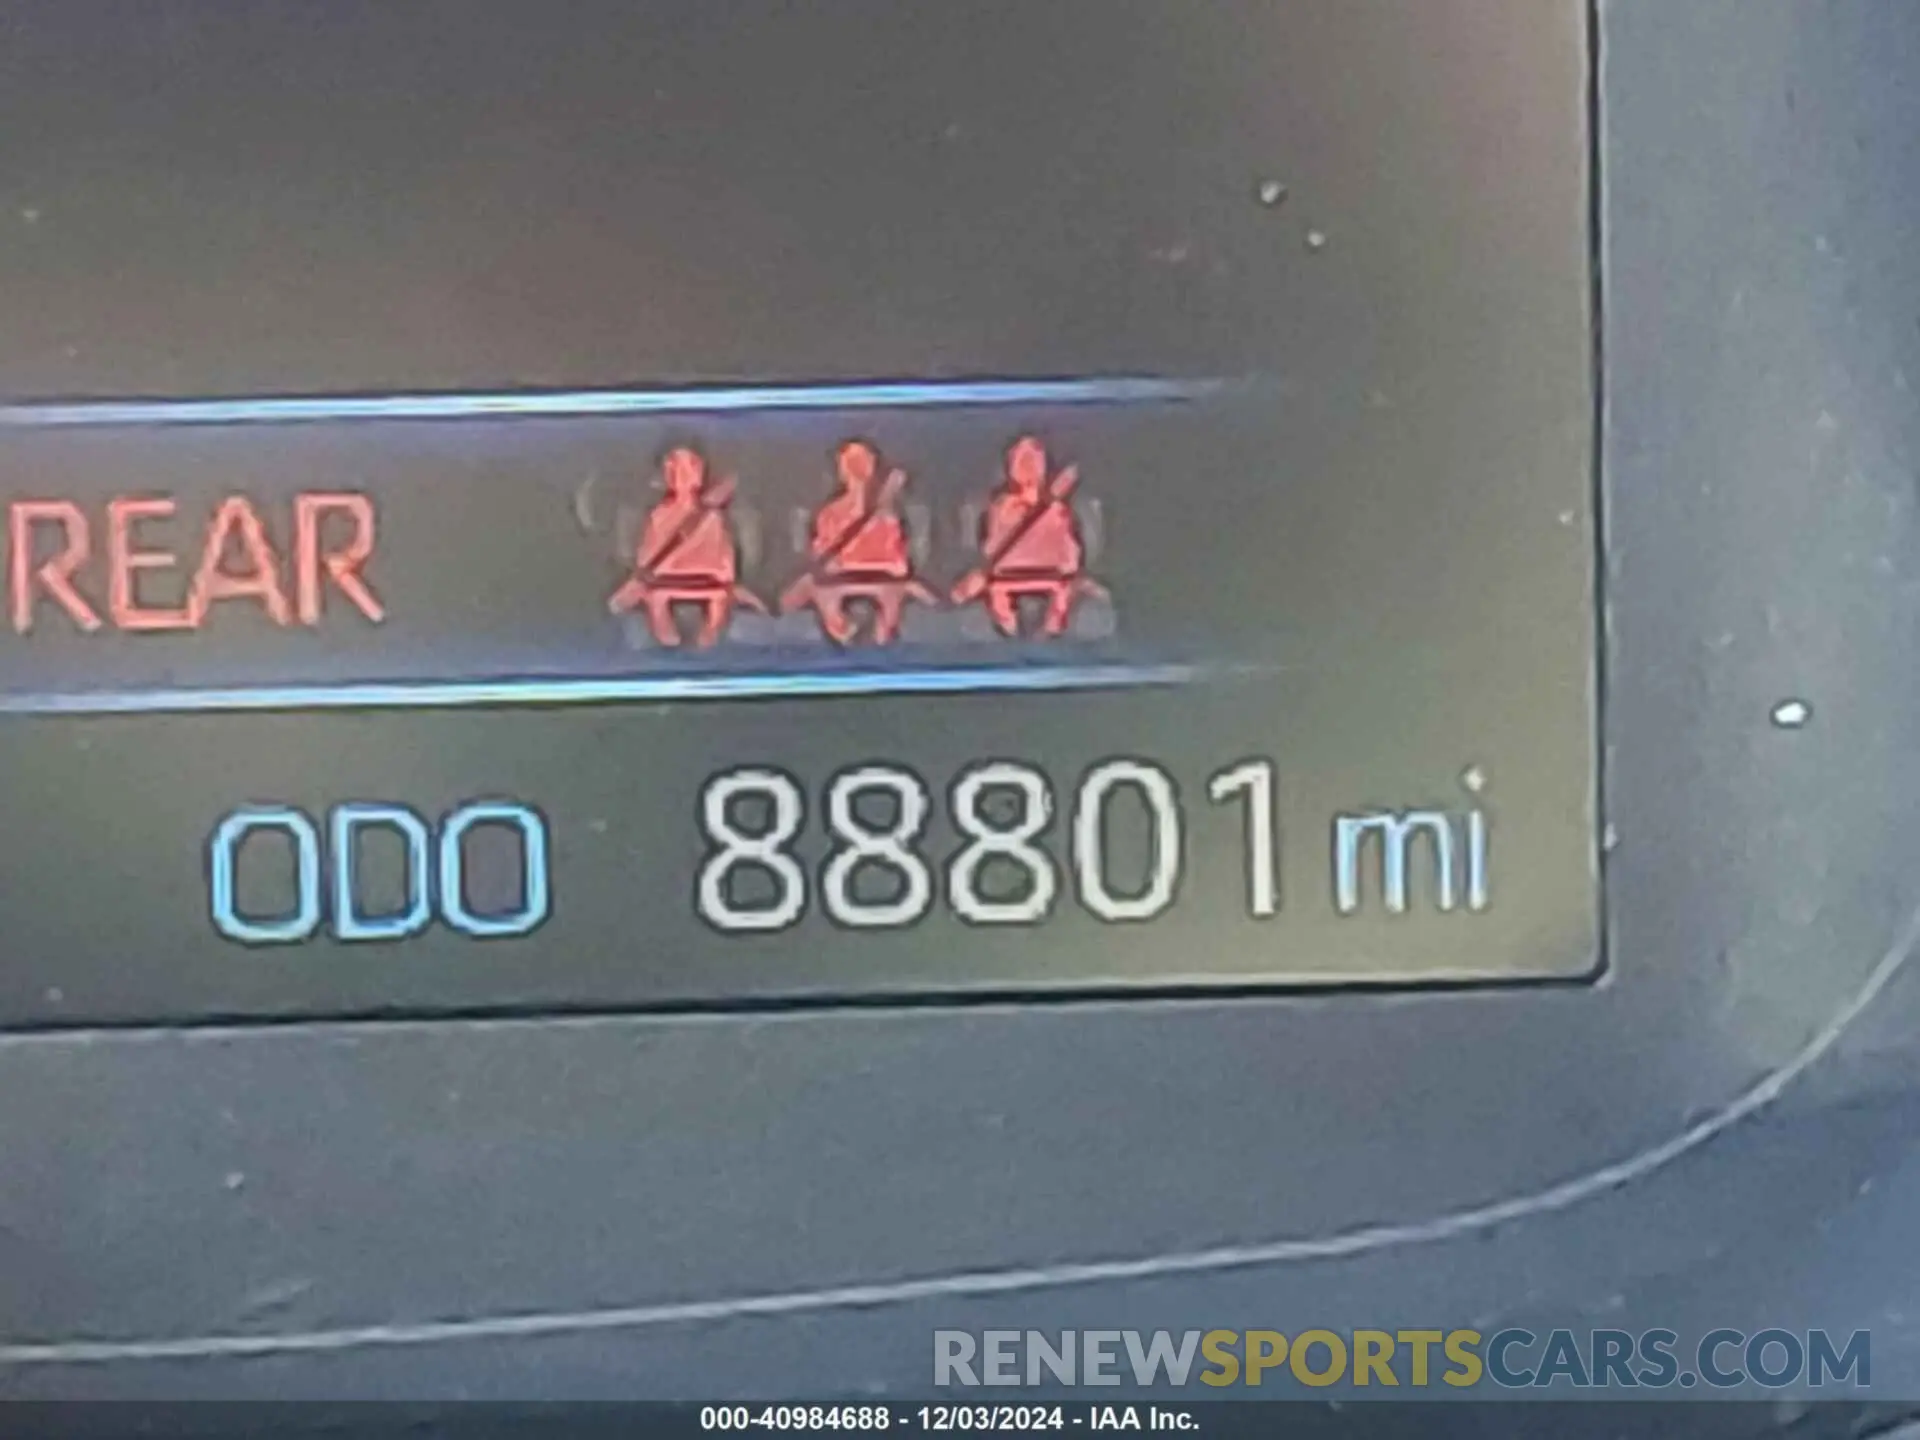 REAR
ODO 88801 mi
RENEWSPORTSCARS.COM
000-40984688 - 12/03/2024 - IAA Inc.